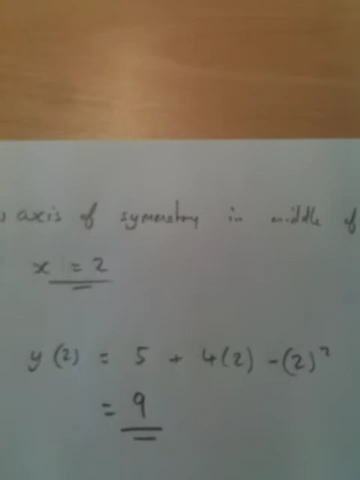 axis of symmetry in middle of
x = 2
y(2) = 5 + 4(2) - (2)²
= 9